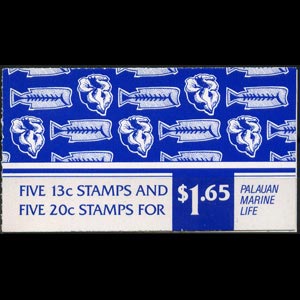 FIVE 13c STAMPS AND
FIVE 20c STAMPS FOR
$1.65
PALAUAN
MARINE
LIFE